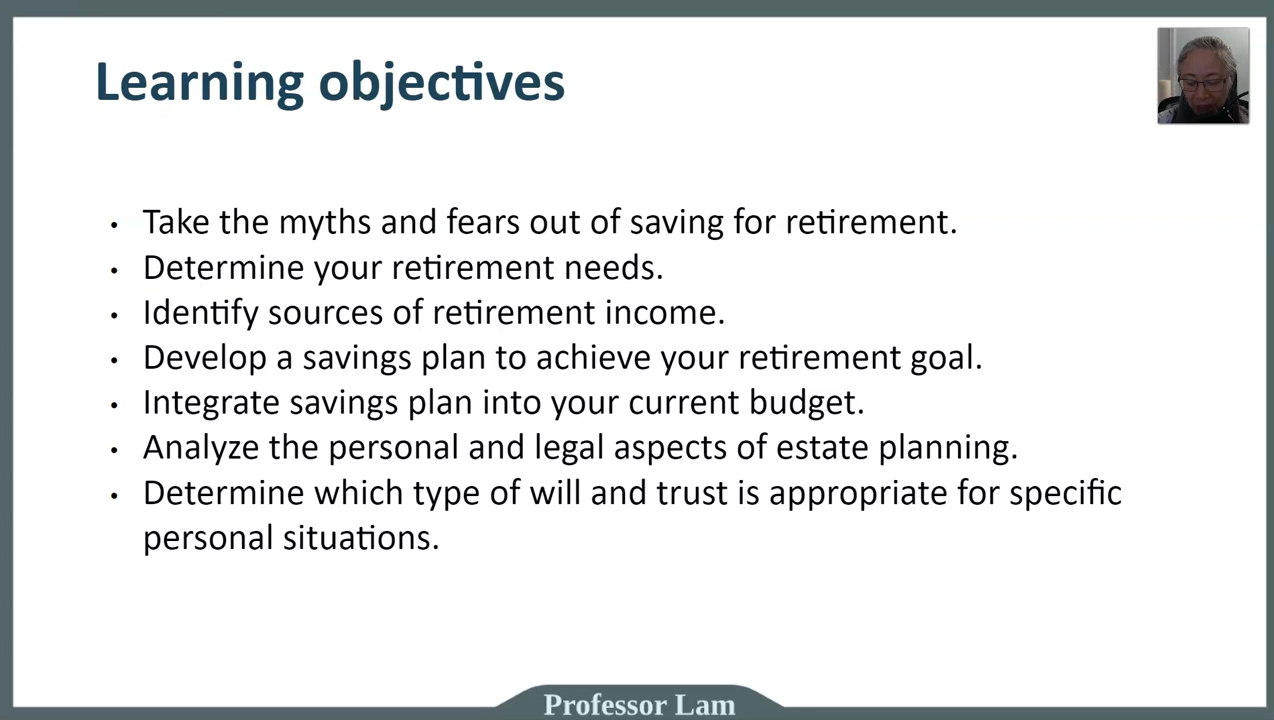 Learning objectives
• Take the myths and fears out of saving for retirement.
• Determine your retirement needs.
• Identify sources of retirement income.
• Develop a savings plan to achieve your retirement goal.
• Integrate savings plan into your current budget.
• Analyze the personal and legal aspects of estate planning.
• Determine which type of will and trust is appropriate for specific
personal situations.
Professor Lam